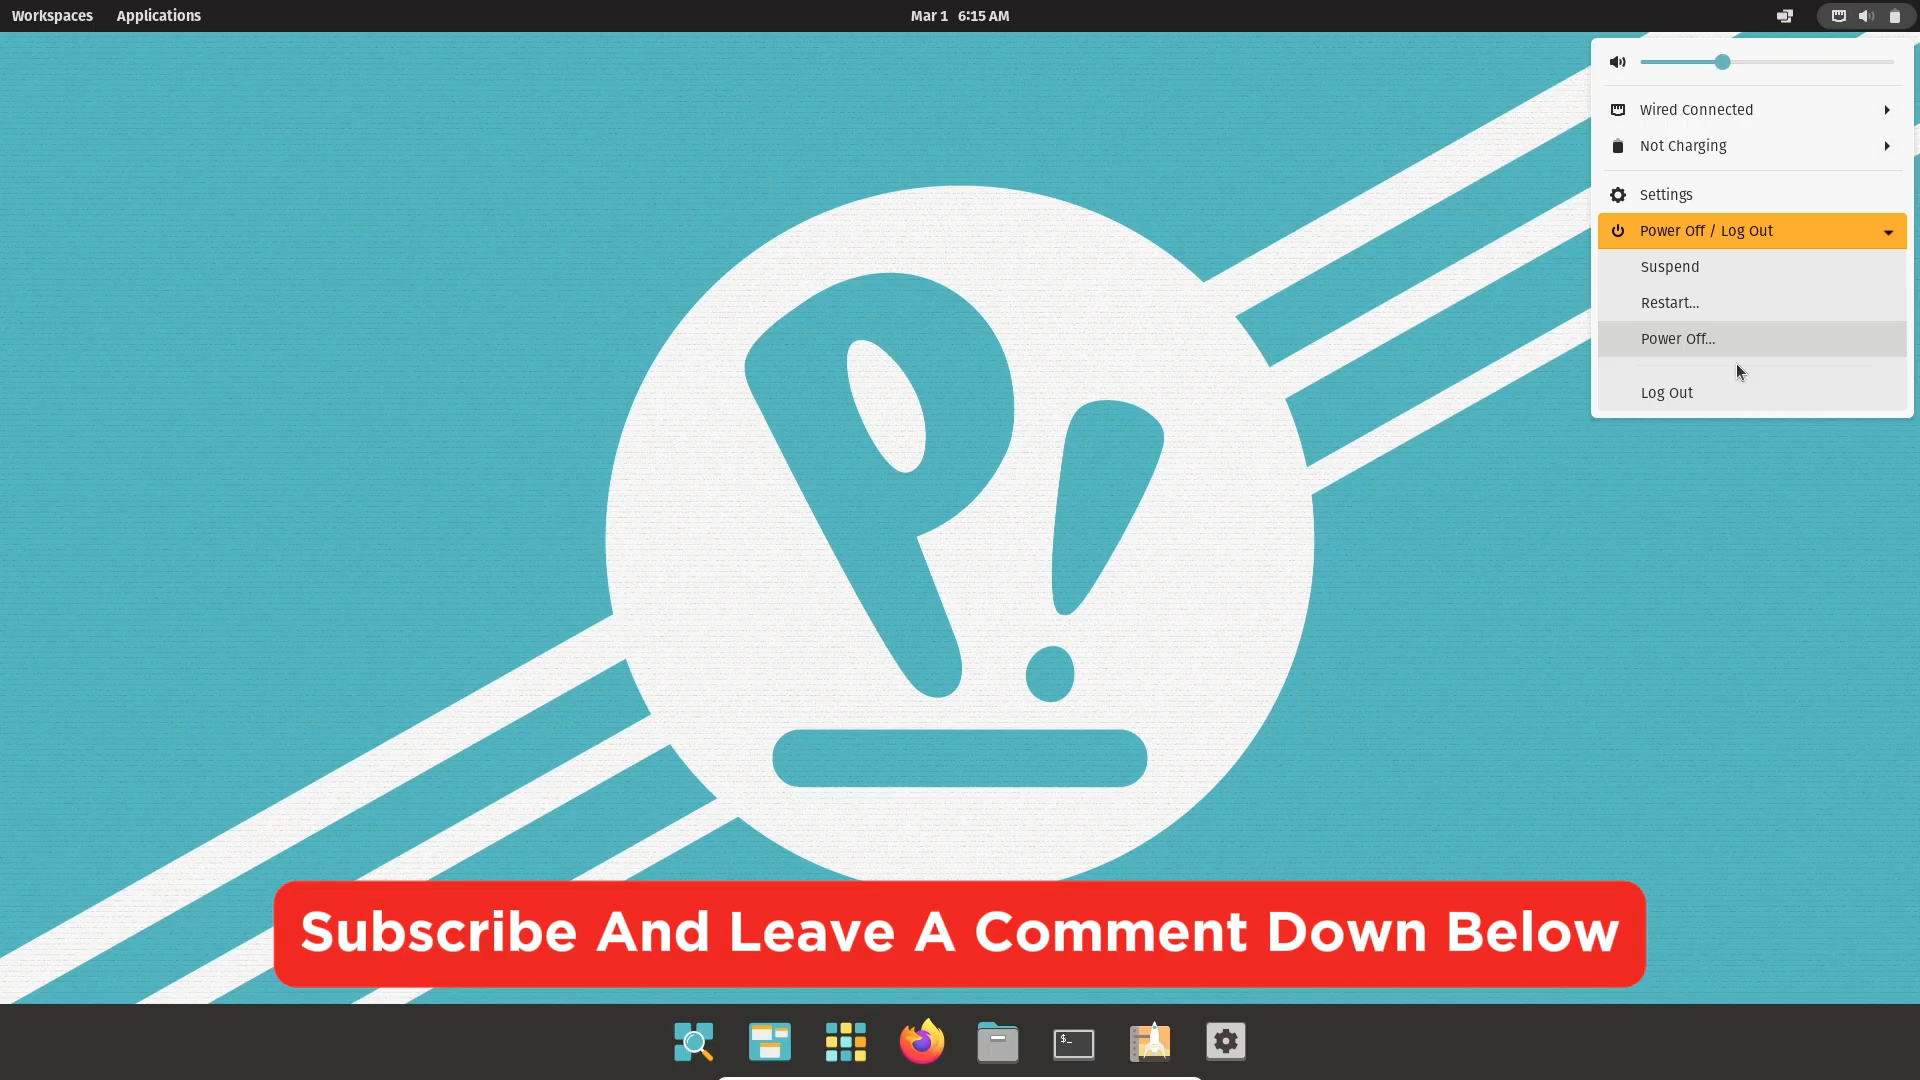 Workspaces Applications Mar 1 6:15 AM
Wired Connected
Not Charging
Settings
Power Off / Log Out
Suspend
Restart...
Power Off...
Log Out
P!
Subscribe And Leave A Comment Down Below
$_